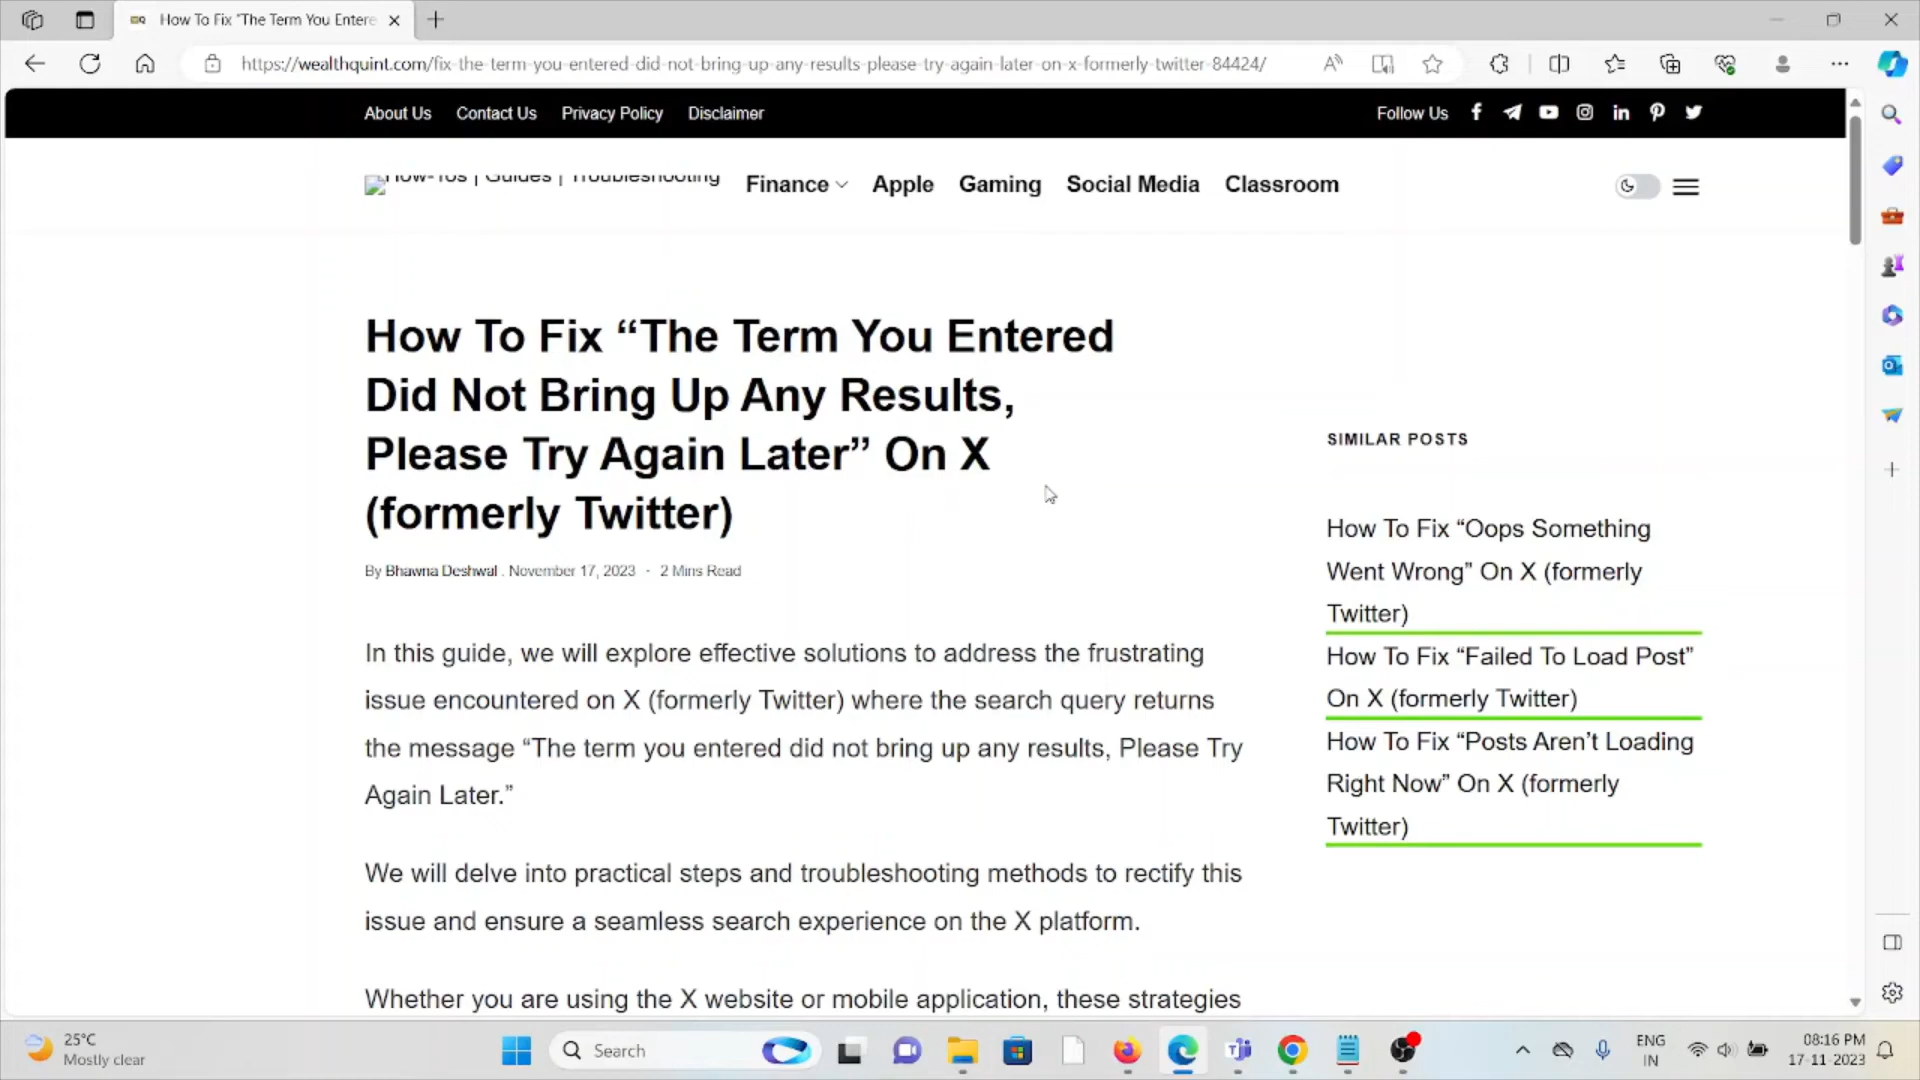 How To Fix “The Term You Entere
https://wealthquint.com/fix-the-term-you-entered-did-not-bring-up-any-results-please-try-again-later-on-x-formerly-twitter-84424/
About Us Contact Us Privacy Policy Disclaimer Follow Us
How-Tos | Guides | Troubleshooting Finance Apple Gaming Social Media Classroom
How To Fix “The Term You Entered
Did Not Bring Up Any Results,
Please Try Again Later” On X
(formerly Twitter)
By Bhawna Deshwal . November 17, 2023 - 2 Mins Read
In this guide, we will explore effective solutions to address the frustrating
issue encountered on X (formerly Twitter) where the search query returns
the message “The term you entered did not bring up any results, Please Try
Again Later.”
We will delve into practical steps and troubleshooting methods to rectify this
issue and ensure a seamless search experience on the X platform.
Whether you are using the X website or mobile application, these strategies
SIMILAR POSTS
How To Fix “Oops Something
Went Wrong” On X (formerly
Twitter)
How To Fix “Failed To Load Post”
On X (formerly Twitter)
How To Fix “Posts Aren’t Loading
Right Now” On X (formerly
Twitter)
25°C
Mostly clear
Search
ENG
IN
08:16 PM
17-11-2023